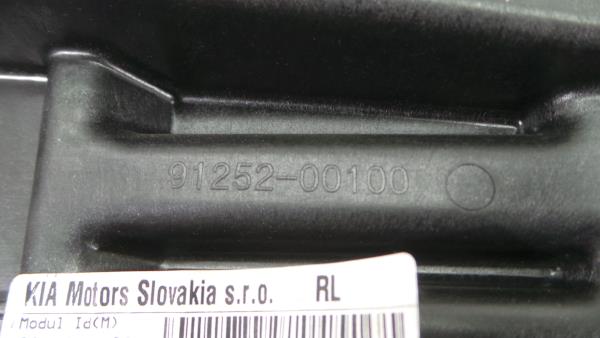 91252-00100
KIA Motors Slovakia s.r.o. RL
Modul Id(M)